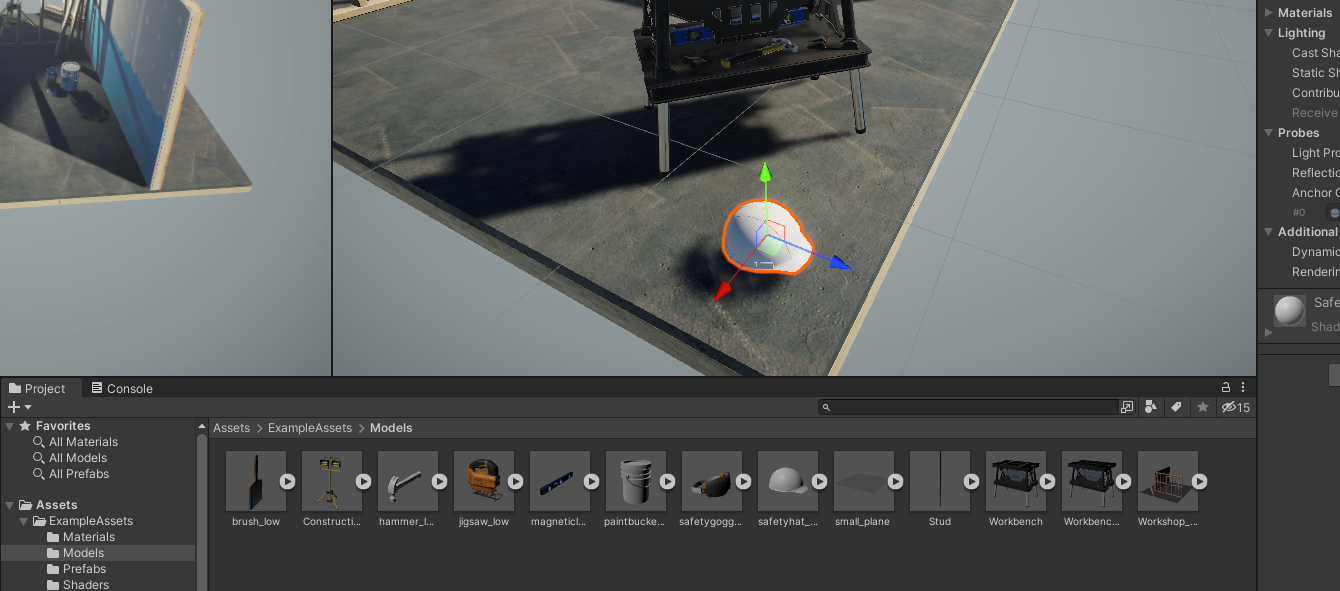 Materials
Lighting
Cast Sha
Static Sh
Contribu
Receive
Probes
Light Pro
Reflectio
Anchor O
#0
Additional
Dynamic
Renderin
Safe
Shad
Project
Console
15
Favorites
All Materials
All Models
All Prefabs
Assets
ExampleAssets
Materials
Models
Prefabs
Shaders
Assets > ExampleAssets > Models
brush_low
Constructi...
hammer_l...
jigsaw_low
magneticl...
paintbucke...
safetygogg...
safetyhat_...
small_plane
Stud
Workbench
Workbenc...
Workshop_...